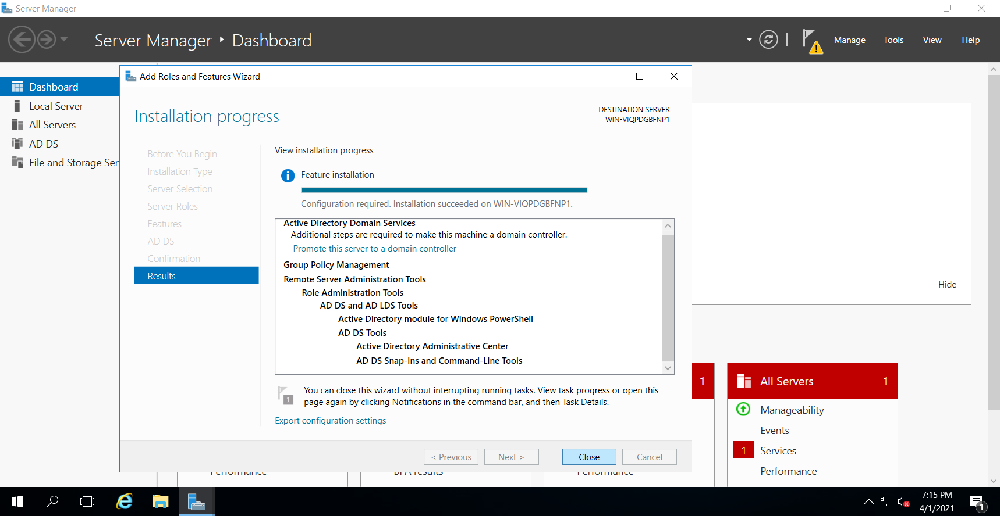 Server Manager
Server Manager ‣ Dashboard
Manage
Tools
View
Help
Dashboard
Local Server
All Servers
AD DS
File and Storage Ser
Add Roles and Features Wizard
Installation progress
DESTINATION SERVER
WIN-VIQPDGBFNP1
Before You Begin
Installation Type
Server Selection
Server Roles
Features
AD DS
Confirmation
Results
View installation progress
Feature installation
Configuration required. Installation succeeded on WIN-VIQPDGBFNP1.
Active Directory Domain Services
Additional steps are required to make this machine a domain controller.
Promote this server to a domain controller
Group Policy Management
Remote Server Administration Tools
Role Administration Tools
AD DS and AD LDS Tools
Active Directory module for Windows PowerShell
AD DS Tools
Active Directory Administrative Center
AD DS Snap-Ins and Command-Line Tools
1
You can close this wizard without interrupting running tasks. View task progress or open this
page again by clicking Notifications in the command bar, and then Task Details.
Export configuration settings
< Previous
Next >
Close
Cancel
Hide
1
All Servers 1
Manageability
Events
1 Services
Performance
Performance
BPA results
Performance
7:15 PM
4/1/2021
1